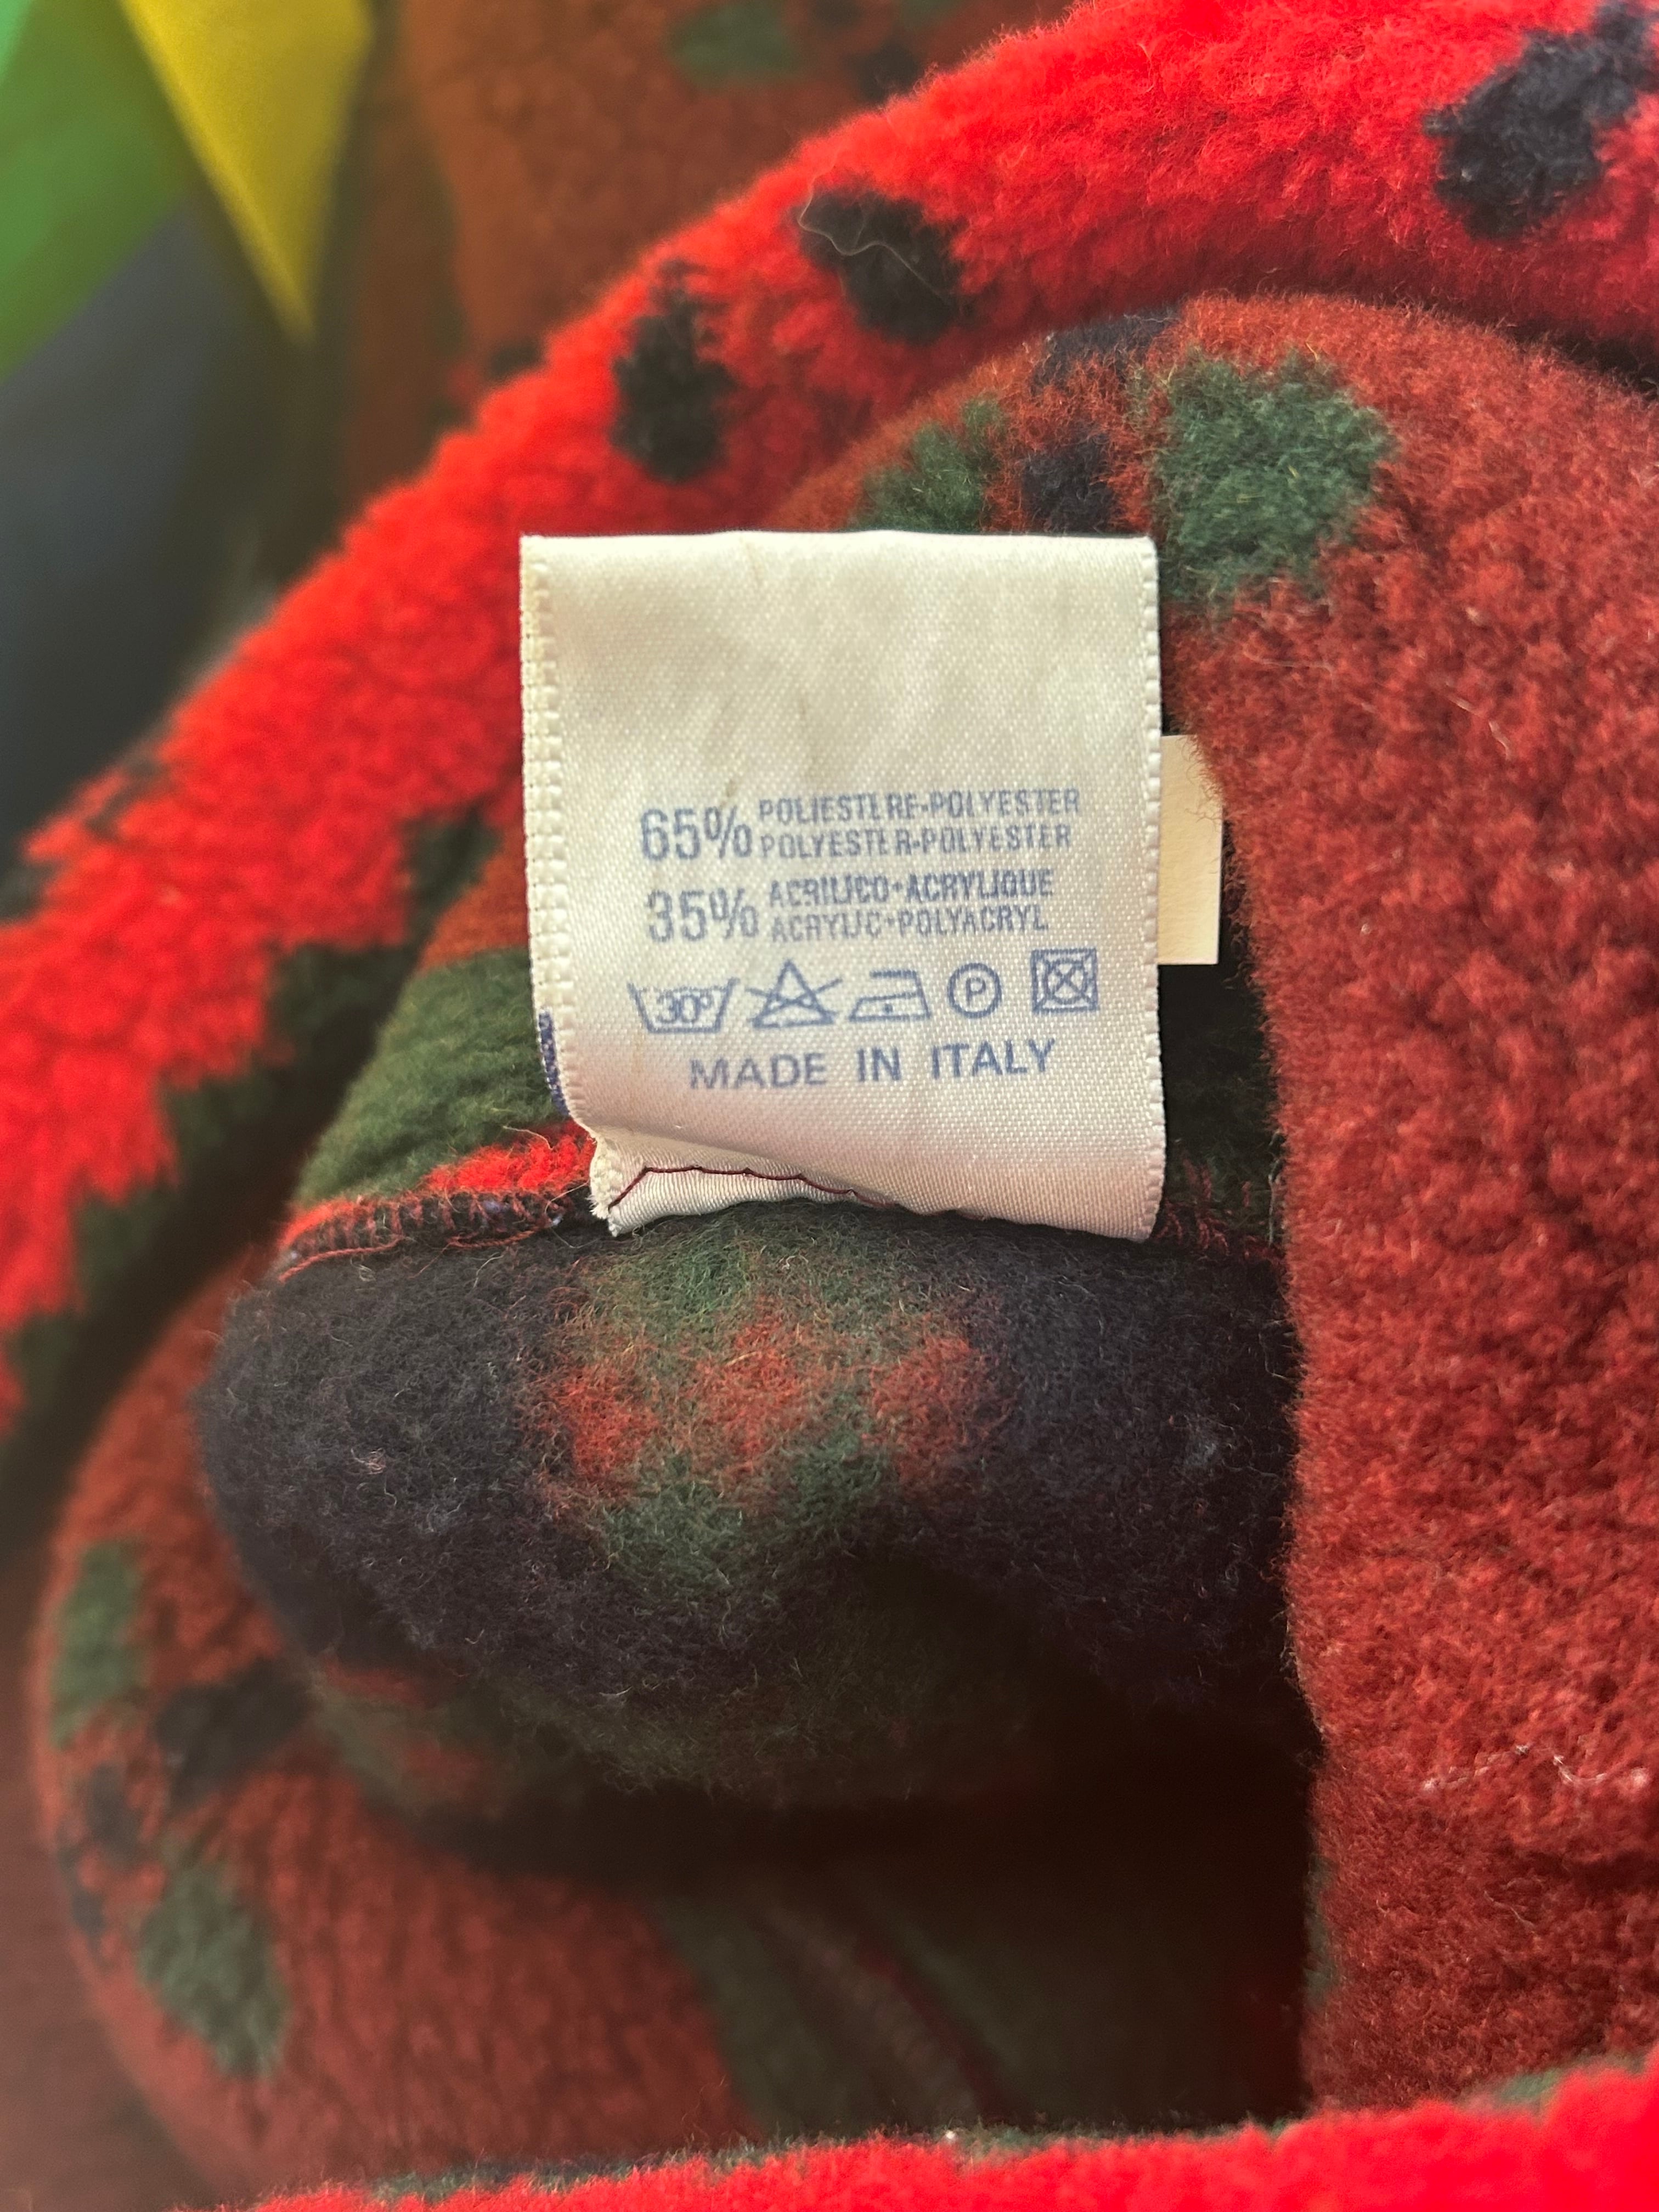 65% POLIESTERE-POLYESTER
POLYESTER-POLYESTER
35% ACRILICO-ACRYLIQUE
ACRYLIC-POLYACRYL
30° P
MADE IN ITALY